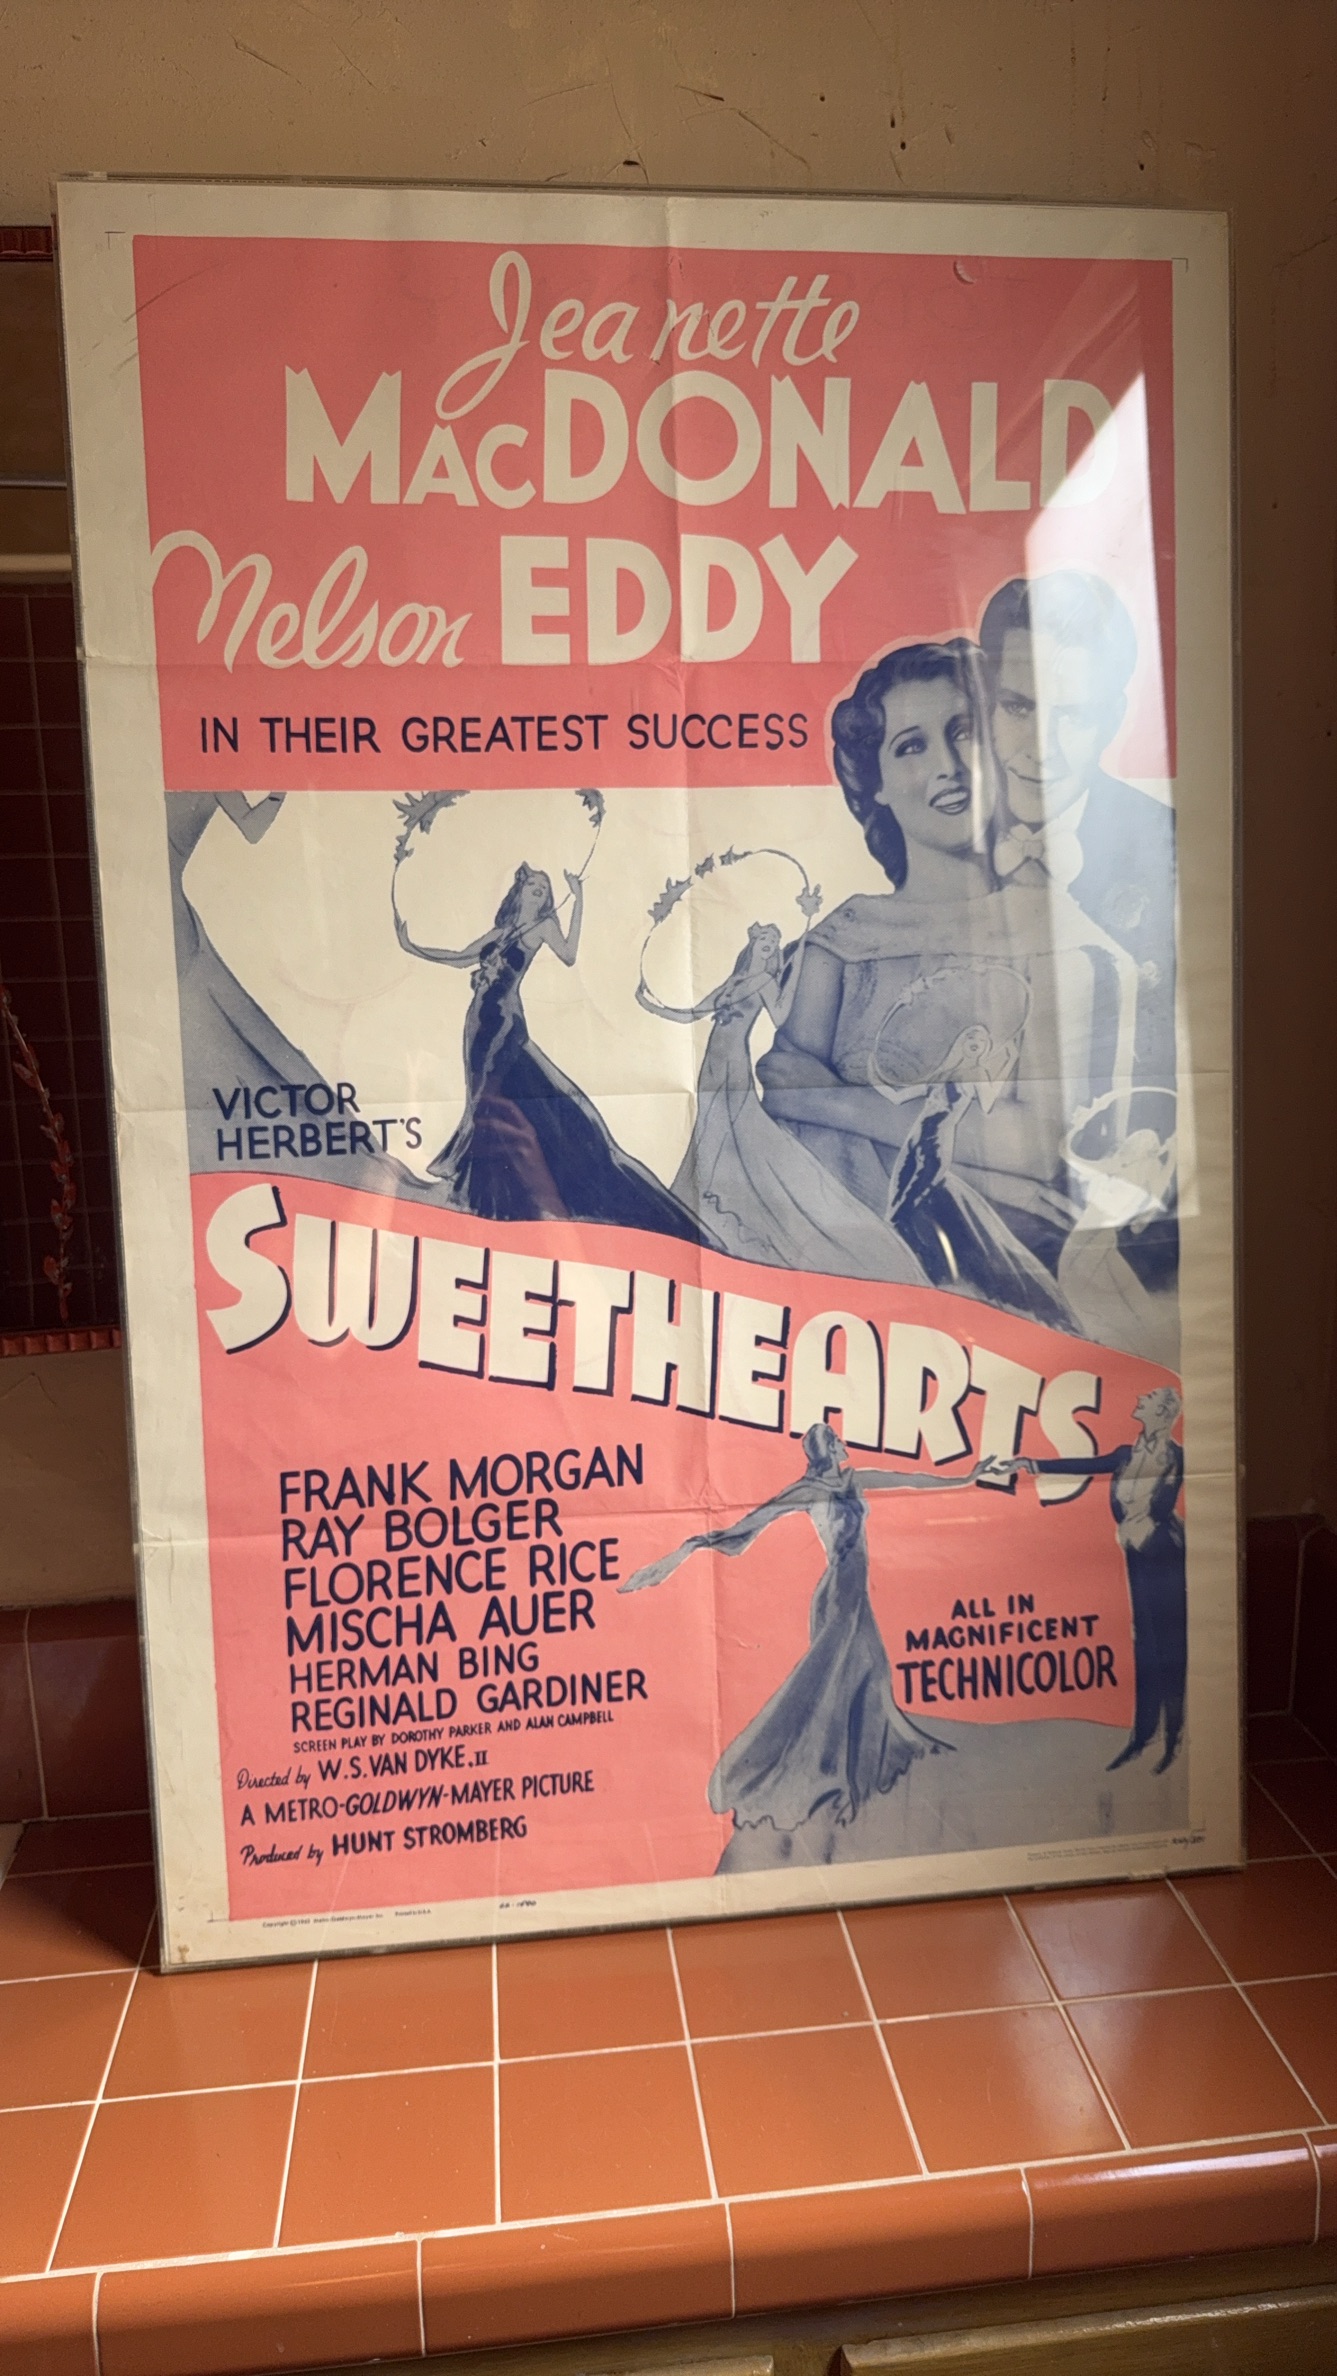 Jeanette
MACDONALD
Nelson EDDY
IN THEIR GREATEST SUCCESS
VICTOR
HERBERT'S
SWEETHEARTS
FRANK MORGAN
RAY BOLGER
FLORENCE RICE
MISCHA AUER
HERMAN BING
REGINALD GARDINER
SCREEN PLAY BY DOROTHY PARKER AND ALAN CAMPBELL
Directed by W.S. VAN DYKE, II
A METRO-GOLDWYN-MAYER PICTURE
Produced by HUNT STROMBERG
ALL IN
MAGNIFICENT
TECHNICOLOR